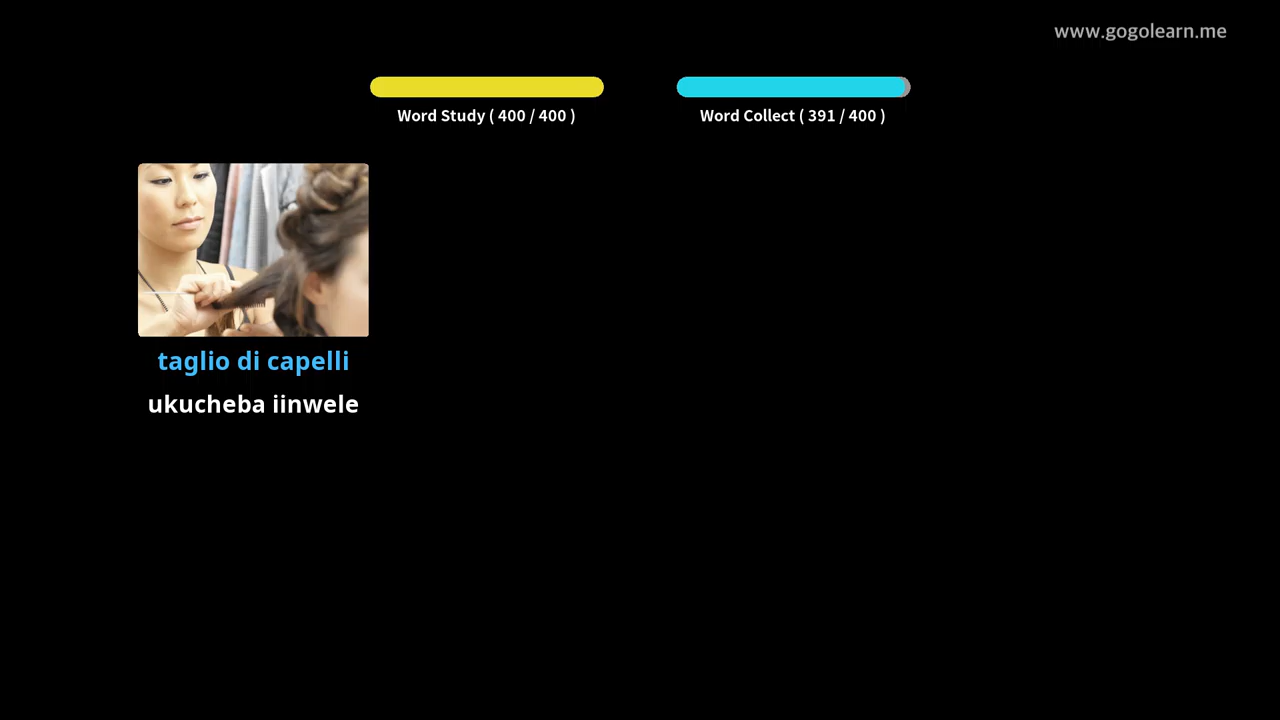 www.gogolearn.me
Word Study ( 400 / 400 )
Word Collect ( 391 / 400 )
taglio di capelli
ukucheba iinwele